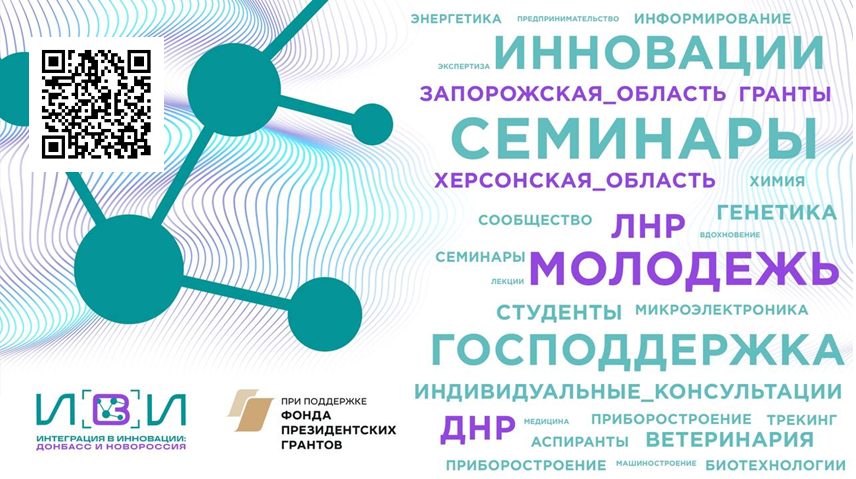 ЭНЕРГЕТИКА ПРЕДПРИНИМАТЕЛЬСТВО ИНФОРМИРОВАНИЕ
ЭКСПЕРТИЗА ИННОВАЦИИ
ЗАПОРОЖСКАЯ_ОБЛАСТЬ ГРАНТЫ
СЕМИНАРЫ
ХЕРСОНСКАЯ_ОБЛАСТЬ ХИМИЯ
СООБЩЕСТВО ЛНР ГЕНЕТИКА
ВДОХНОВЕНИЕ
СЕМИНАРЫ МОЛОДЕЖЬ
ЛЕКЦИИ
СТУДЕНТЫ МИКРОЭЛЕКТРОНИКА
ГОСПОДДЕРЖКА
ИНДИВИДУАЛЬНЫЕ_КОНСУЛЬТАЦИИ
ДНР МЕДИЦИНА ПРИБОРОСТРОЕНИЕ ТРЕКИНГ
АСПИРАНТЫ ВЕТЕРИНАРИЯ
ПРИБОРОСТРОЕНИЕ МАШИНОСТРОЕНИЕ БИОТЕХНОЛОГИИ
И[В]И
ИНТЕГРАЦИЯ В ИННОВАЦИИ:
ДОНБАСС И НОВОРОССИЯ
ПРИ ПОДДЕРЖКЕ
ФОНДА
ПРЕЗИДЕНТСКИХ
ГРАНТОВ